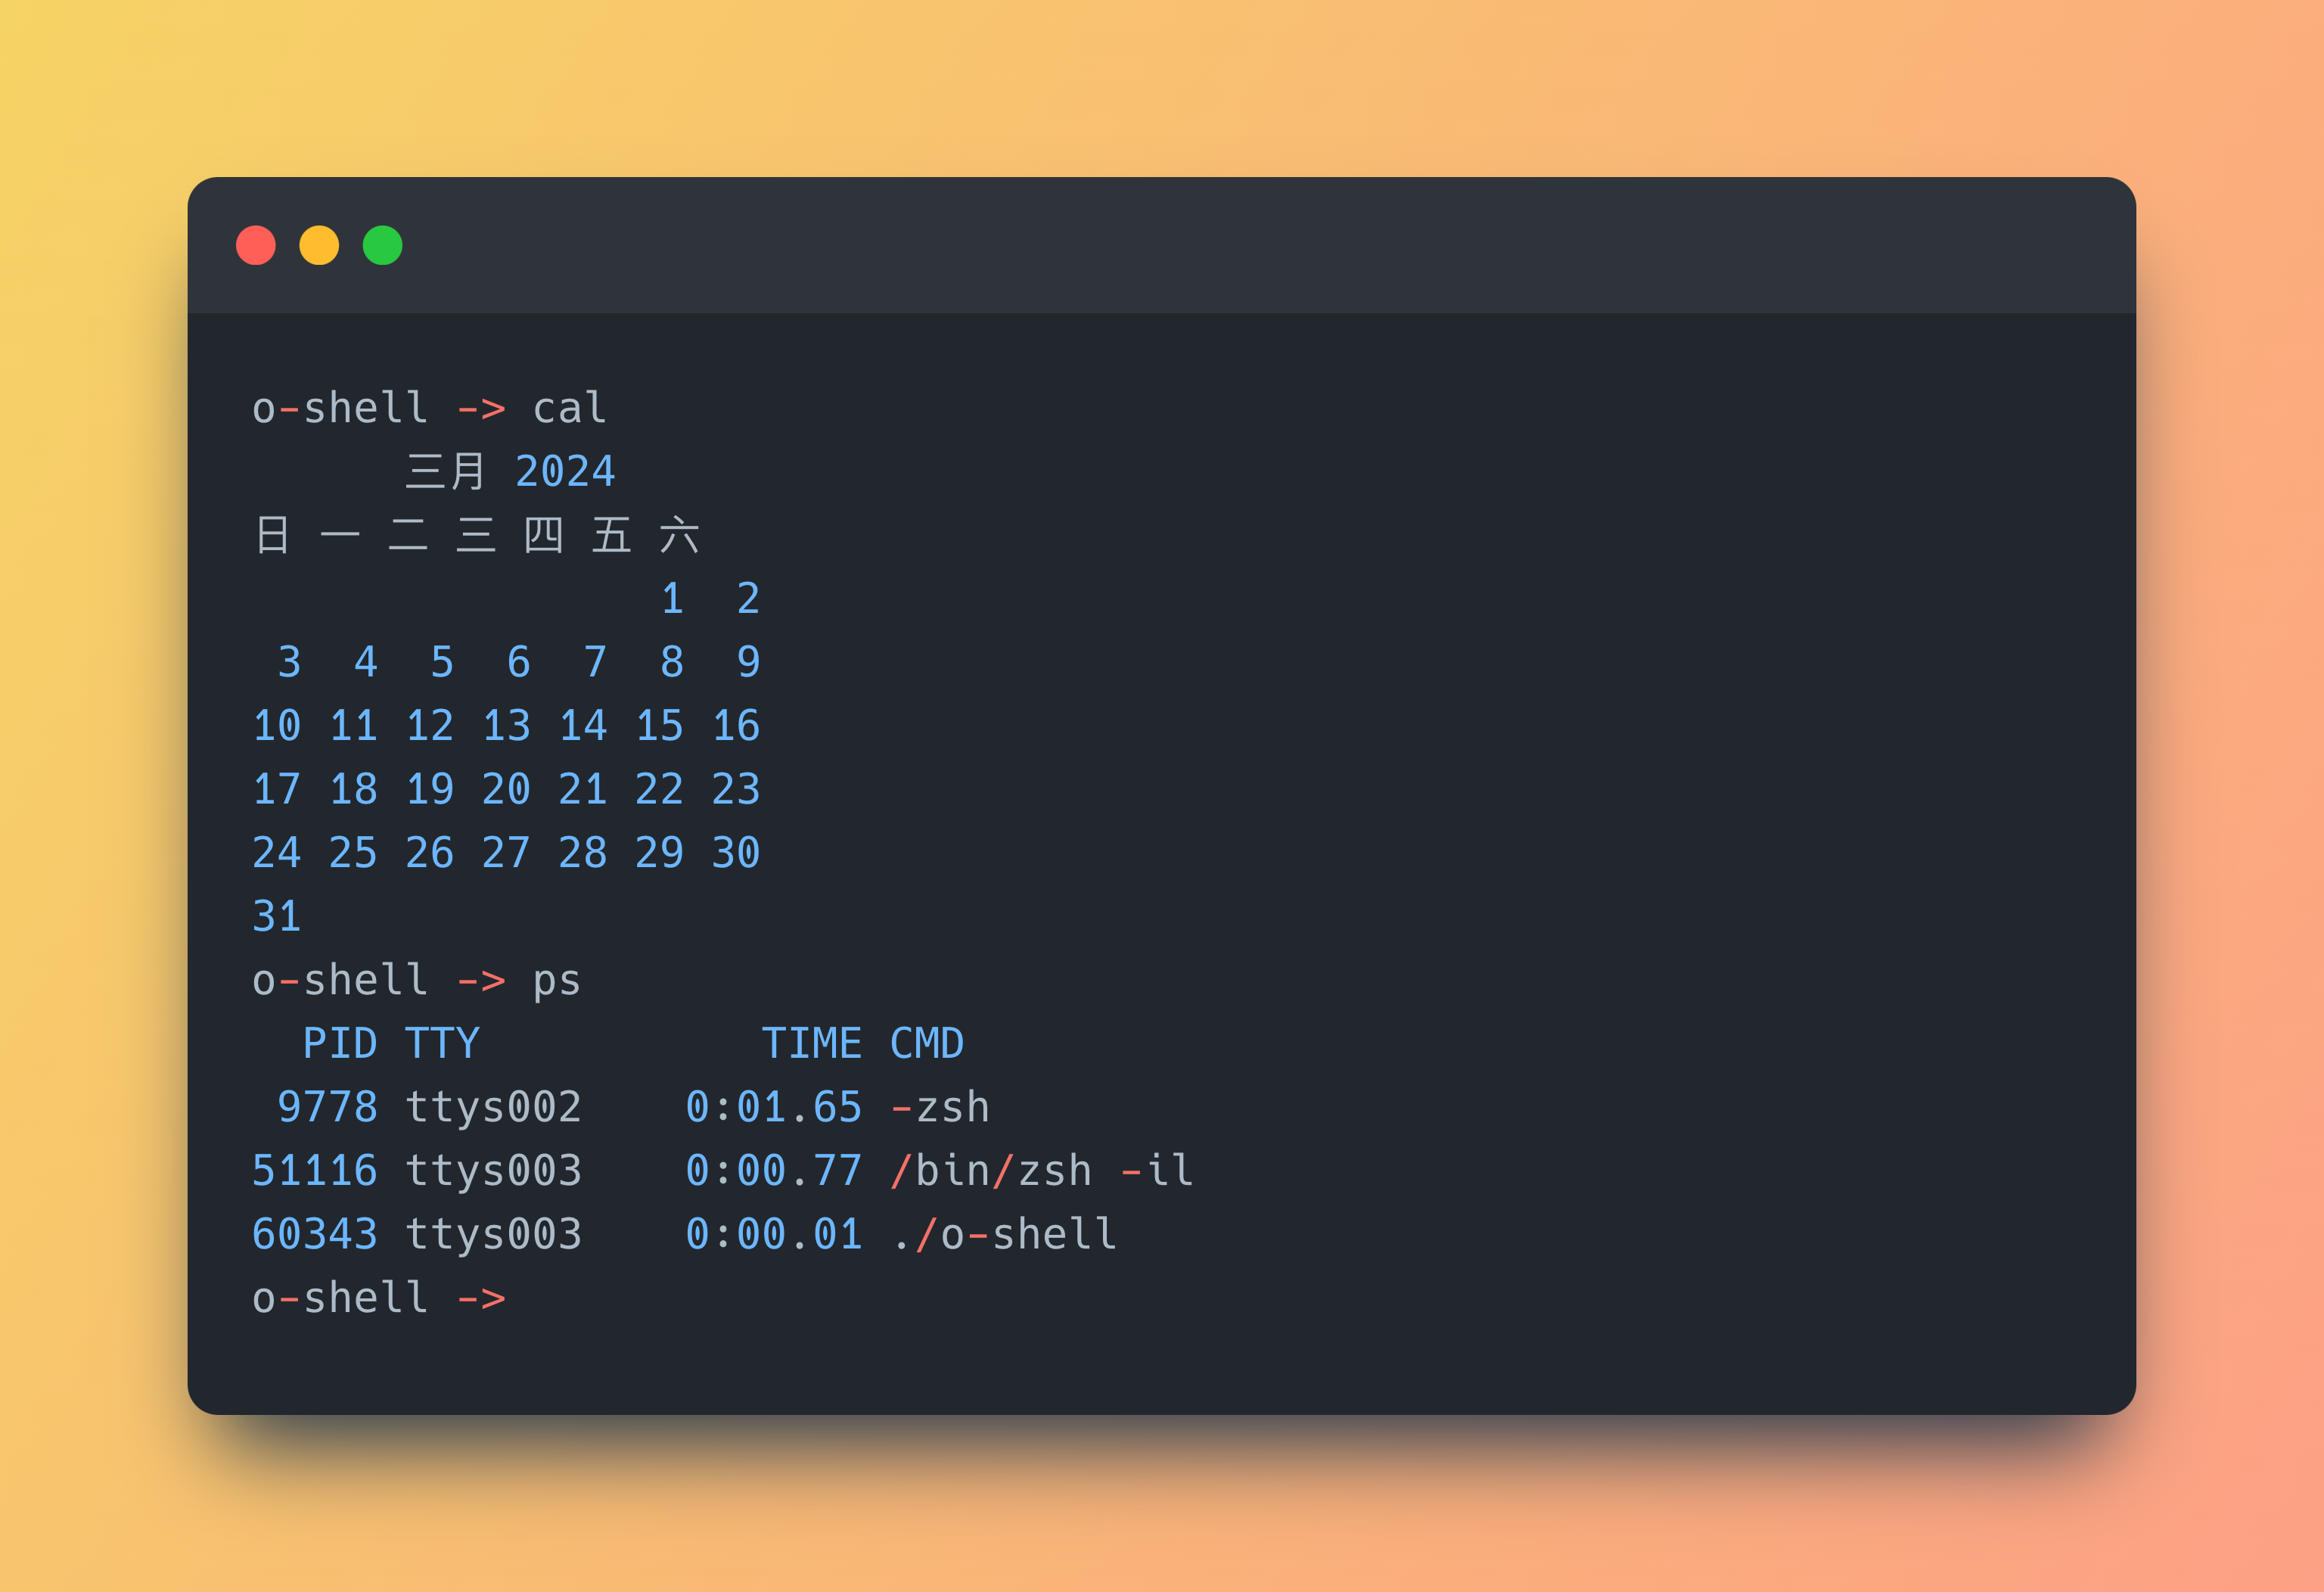 o-shell -> cal
      三月 2024
日 一 二 三 四 五 六
                1  2
 3  4  5  6  7  8  9
10 11 12 13 14 15 16
17 18 19 20 21 22 23
24 25 26 27 28 29 30
31
o-shell -> ps
  PID TTY           TIME CMD
 9778 ttys002    0:01.65 -zsh
51116 ttys003    0:00.77 /bin/zsh -il
60343 ttys003    0:00.01 ./o-shell
o-shell ->